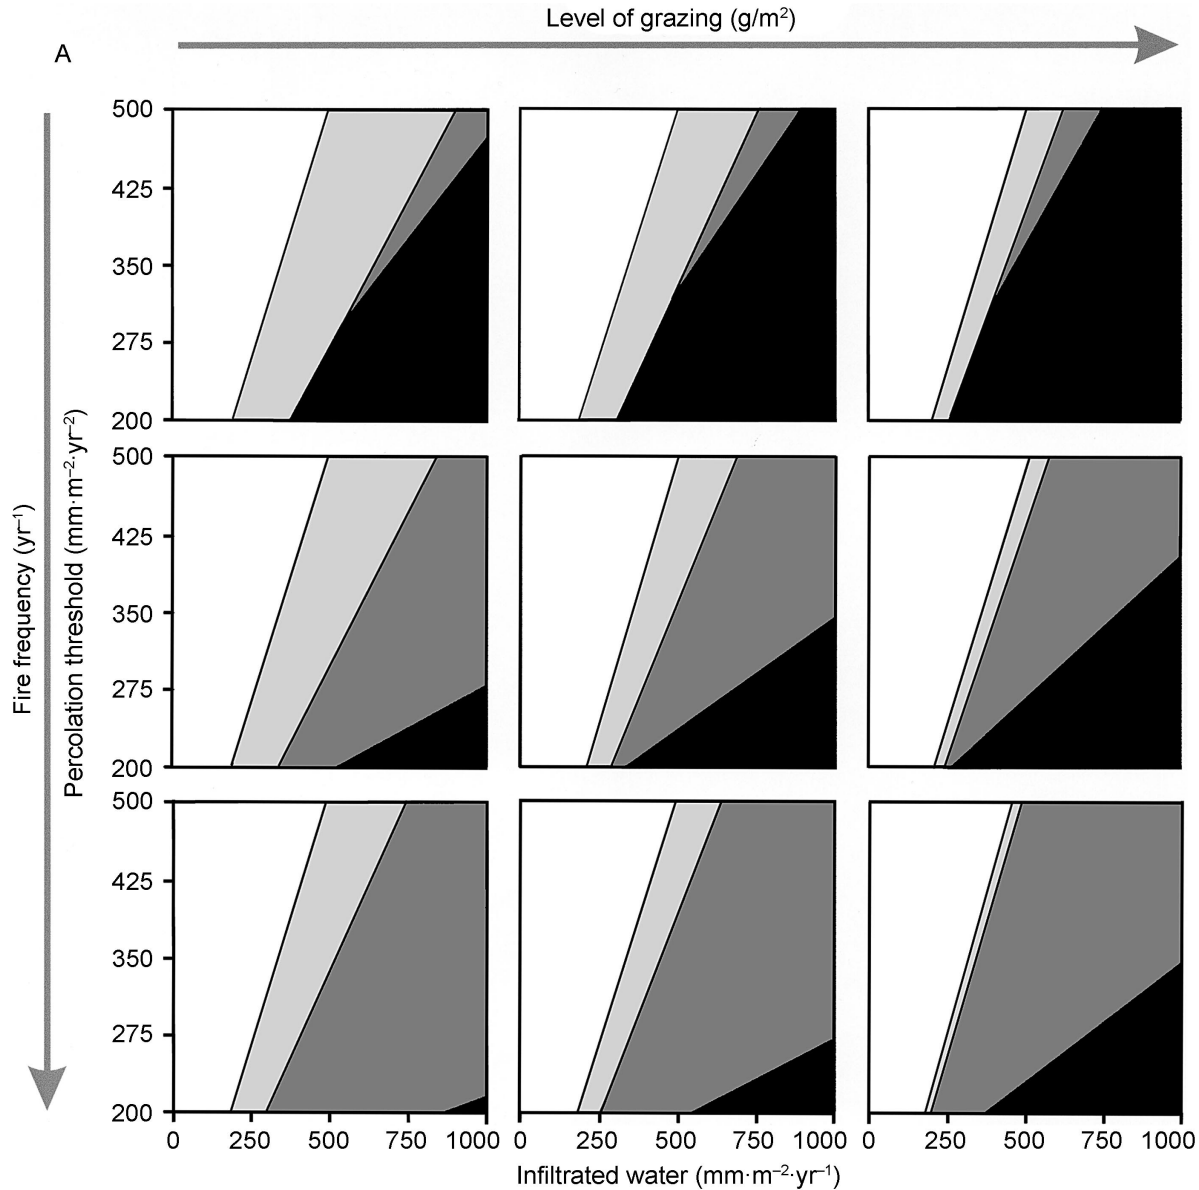 Level of grazing (g/m²)
A
500
425
350
275
200
500
425
350
275
200
500
425
350
275
200
Fire frequency (yr⁻¹)
Percolation threshold (mm·m⁻²·yr⁻²)
0 250 500 750 1000
0 250 500 750 1000
0 250 500 750 1000
Infiltrated water (mm·m⁻²·yr⁻¹)